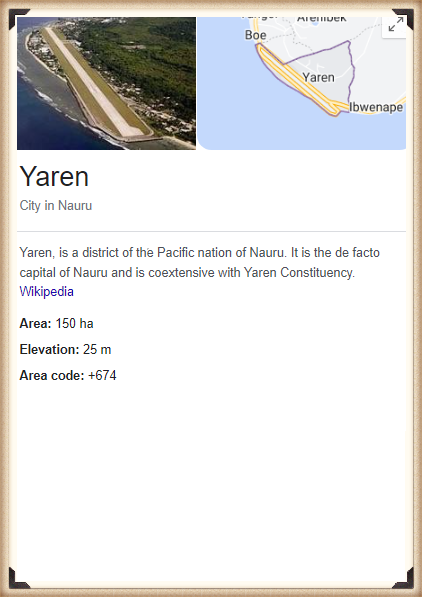 Arenibek
Boe
Yaren
Ibwenape
Yaren
City in Nauru
Yaren, is a district of the Pacific nation of Nauru. It is the de facto
capital of Nauru and is coextensive with Yaren Constituency.
Wikipedia
Area: 150 ha
Elevation: 25 m
Area code: +674